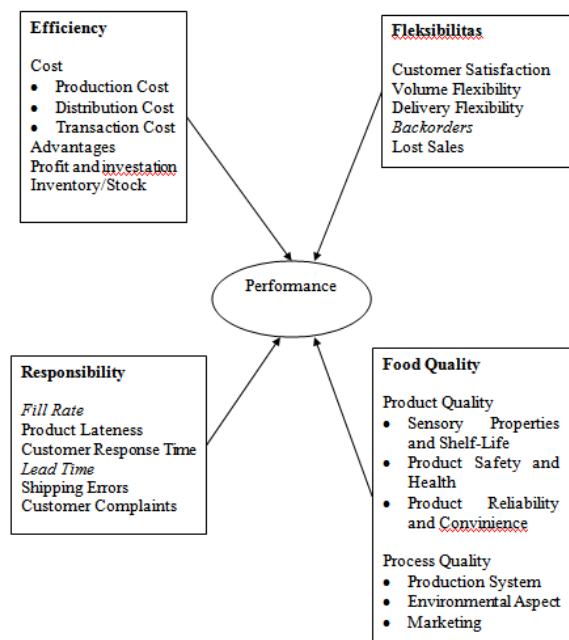 Efficiency
Cost
• Production Cost
• Distribution Cost
• Transaction Cost
Advantages
Profit and investation
Inventory/Stock
Fleksibilitas
Customer Satisfaction
Volume Flexibility
Delivery Flexibility
Backorders
Lost Sales
Performance
Responsibility
Fill Rate
Product Lateness
Customer Response Time
Lead Time
Shipping Errors
Customer Complaints
Food Quality
Product Quality
• Sensory Properties
and Shelf-Life
• Product Safety and
Health
• Product Reliability
and Convinience
Process Quality
• Production System
• Environmental Aspect
• Marketing